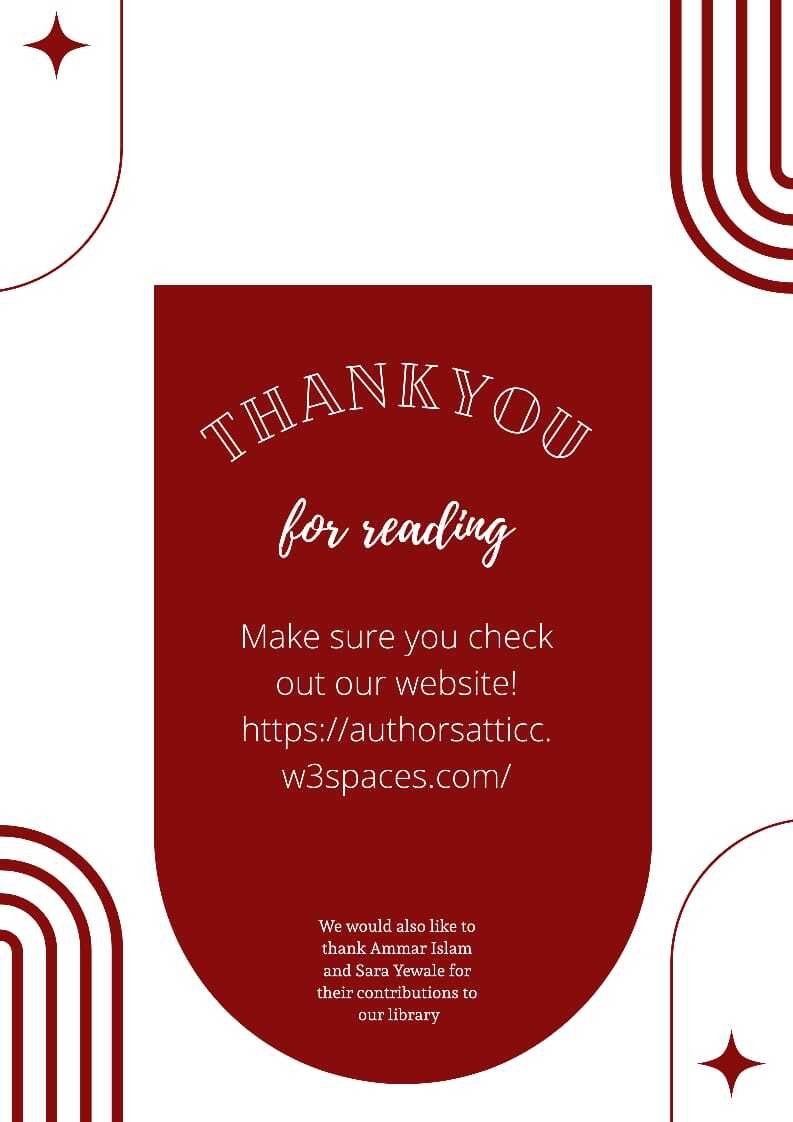 THANKYOU
for reading
Make sure you check
out our website!
https://authorsatticc.
w3spaces.com/
We would also like to
thank Ammar Islam
and Sara Yewale for
their contributions to
our library